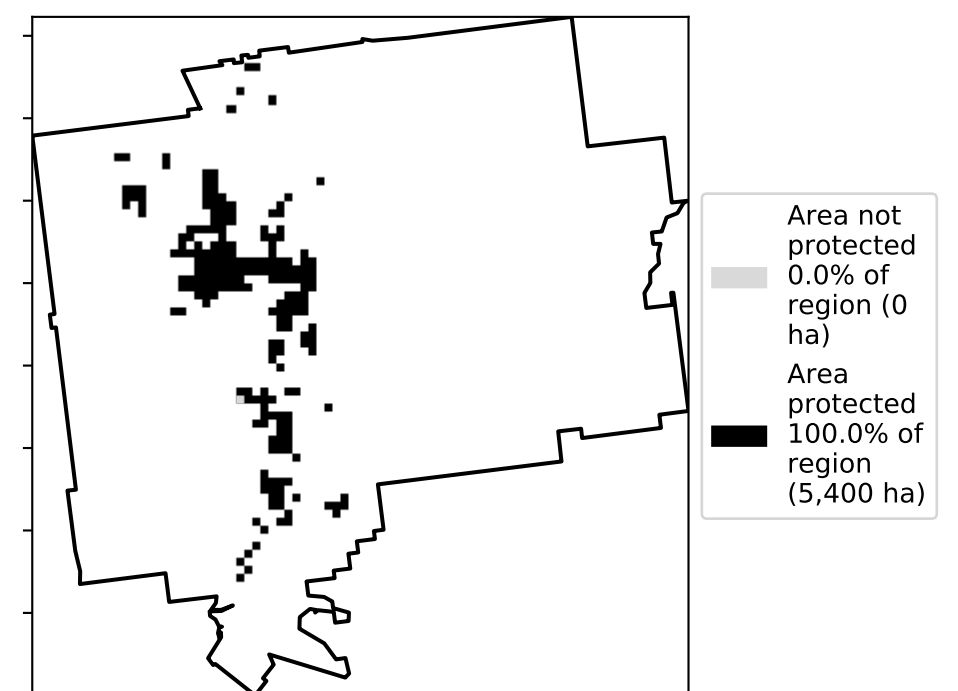 Area not
protected
0.0% of
region (0
ha)
Area
protected
100.0% of
region
(5,400 ha)